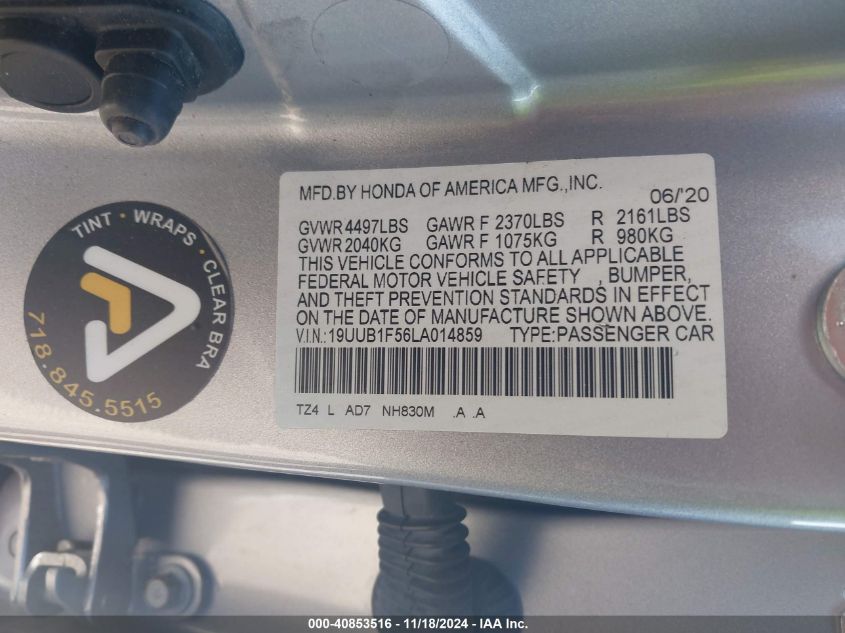 MFD.BY HONDA OF AMERICA MFG.,INC.
06/'20
GVWR 4497LBS GAWR F 2370LBS R 2161LBS
GVWR 2040KG GAWR F 1075KG R 980KG
THIS VEHICLE CONFORMS TO ALL APPLICABLE
FEDERAL MOTOR VEHICLE SAFETY , BUMPER,
AND THEFT PREVENTION STANDARDS IN EFFECT
ON THE DATE OF MANUFACTURE SHOWN ABOVE.
V.I.N.: 19UUB1F56LA014859 TYPE:PASSENGER CAR
TZ4 L AD7 NH830M .A .A
TINT · WRAPS · CLEAR BRA
718.845.5515
000-40853516 - 11/18/2024 - IAA Inc.